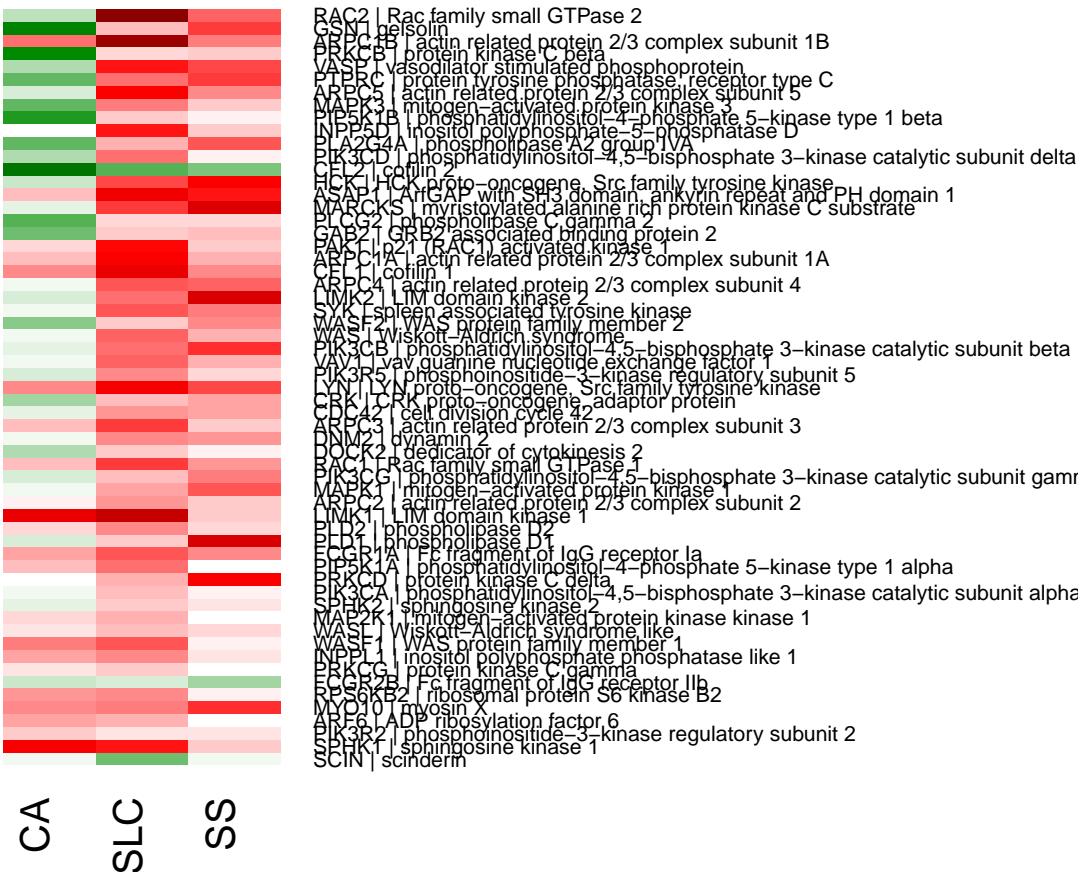 RAC2 | Rac family small GTPase 2
GSN | gelsolin
ARPC1B | actin related protein 2/3 complex subunit 1B
PRKCB | protein kinase C beta
VASP | vasodilator stimulated phosphoprotein
PTPRC | protein tyrosine phosphatase, receptor type C
ARPC5 | actin related protein 2/3 complex subunit 5
MAPK3 | mitogen−activated protein kinase 3
PIP5K1B | phosphatidylinositol−4−phosphate 5−kinase type 1 beta
INPP5D | inositol polyphosphate−5−phosphatase D
PLA2G4A | phospholipase A2 group IVA
PIK3CD | phosphatidylinositol−4,5−bisphosphate 3−kinase catalytic subunit delta
CFL2 | cofilin 2
HCK | HCK proto−oncogene, Src family tyrosine kinase
ASAP1 | ArfGAP with SH3 domain, ankyrin repeat and PH domain 1
MARCKS | myristoylated alanine rich protein kinase C substrate
PLCG2 | phospholipase C gamma 2
GAB2 | GRB2 associated binding protein 2
PAK1 | p21 (RAC1) activated kinase 1
ARPC1A | actin related protein 2/3 complex subunit 1A
CFL1 | cofilin 1
ARPC4 | actin related protein 2/3 complex subunit 4
LIMK2 | LIM domain kinase 2
SYK | spleen associated tyrosine kinase
WASF2 | WAS protein family member 2
WAS | Wiskott−Aldrich syndrome
PIK3CB | phosphatidylinositol−4,5−bisphosphate 3−kinase catalytic subunit beta
VAV1 | vav guanine nucleotide exchange factor 1
PIK3R5 | phosphoinositide−3−kinase regulatory subunit 5
LYN | LYN proto−oncogene, Src family tyrosine kinase
CRK | CRK proto−oncogene, adaptor protein
CDC42 | cell division cycle 42
ARPC3 | actin related protein 2/3 complex subunit 3
DNM2 | dynamin 2
DOCK2 | dedicator of cytokinesis 2
RAC1 | Rac family small GTPase 1
PIK3CG | phosphatidylinositol−4,5−bisphosphate 3−kinase catalytic subunit gamm
MAPK1 | mitogen−activated protein kinase 1
ARPC2 | actin related protein 2/3 complex subunit 2
LIMK1 | LIM domain kinase 1
PLD2 | phospholipase D2
PLD1 | phospholipase D1
FCGR1A | Fc fragment of IgG receptor Ia
PIP5K1A | phosphatidylinositol−4−phosphate 5−kinase type 1 alpha
PRKCD | protein kinase C delta
PIK3CA | phosphatidylinositol−4,5−bisphosphate 3−kinase catalytic subunit alpha
SPHK2 | sphingosine kinase 2
MAP2K1 | mitogen−activated protein kinase kinase 1
WASL | Wiskott−Aldrich syndrome like
WASF1 | WAS protein family member 1
INPPL1 | inositol polyphosphate phosphatase like 1
PRKCG | protein kinase C gamma
FCGR2B | Fc fragment of IgG receptor IIb
RPS6KB2 | ribosomal protein S6 kinase B2
MYO10 | myosin X
ARF6 | ADP ribosylation factor 6
PIK3R2 | phosphoinositide−3−kinase regulatory subunit 2
SPHK1 | sphingosine kinase 1
SCIN | scinderin
CA
SLC
SS